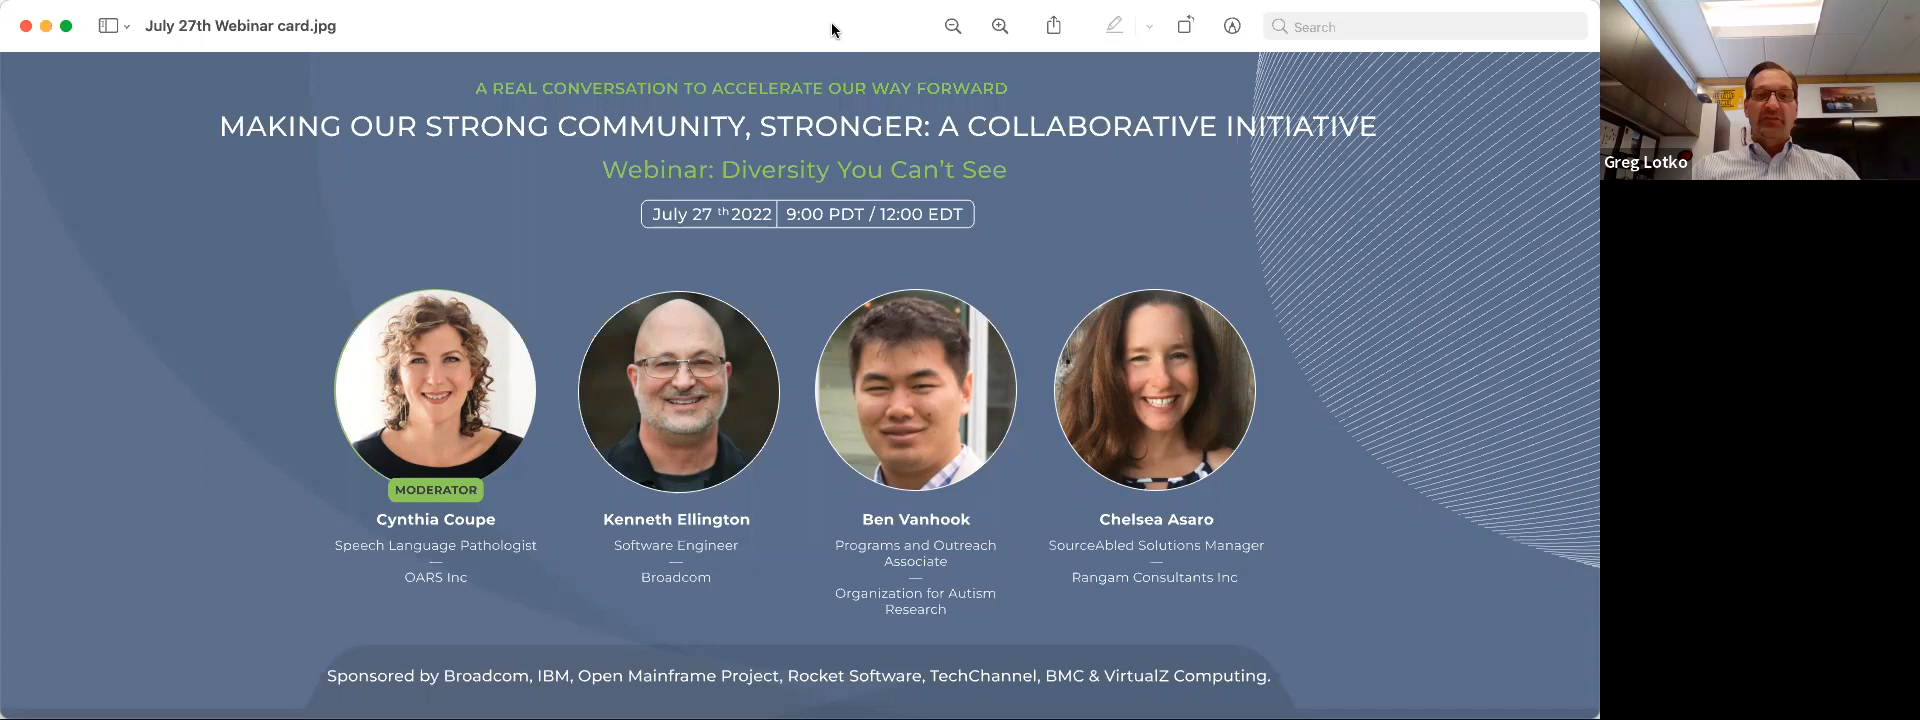 July 27th Webinar card.jpg
Search
A REAL CONVERSATION TO ACCELERATE OUR WAY FORWARD
MAKING OUR STRONG COMMUNITY, STRONGER: A COLLABORATIVE INITIATIVE
Webinar: Diversity You Can't See
July 27 th 2022 9:00 PDT / 12:00 EDT
MODERATOR
Cynthia Coupe
Speech Language Pathologist
—
OARS Inc
Kenneth Ellington
Software Engineer
—
Broadcom
Ben Vanhook
Programs and Outreach
Associate
—
Organization for Autism
Research
Chelsea Asaro
SourceAbled Solutions Manager
—
Rangam Consultants Inc
Sponsored by Broadcom, IBM, Open Mainframe Project, Rocket Software, TechChannel, BMC & VirtualZ Computing.
Greg Lotko